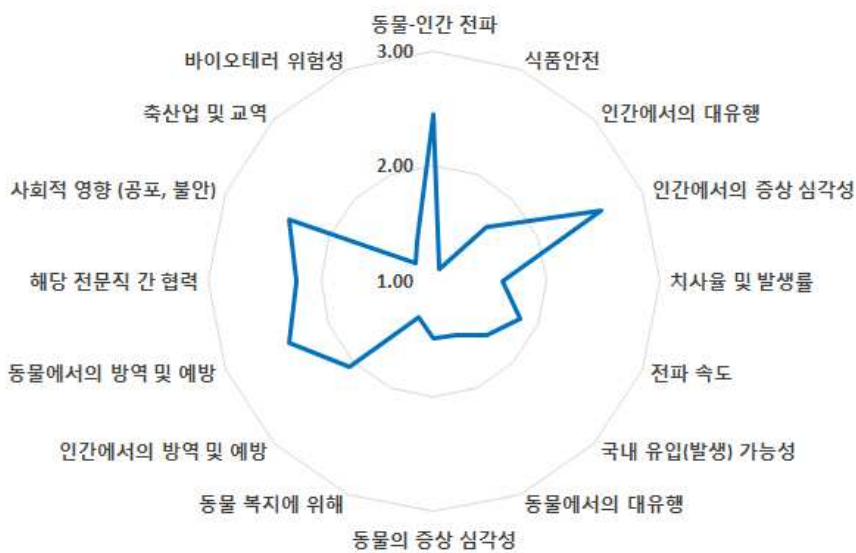 동물-인간 전파
3.00
바이오테러 위험성
식품안전
축산업 및 교역
인간에서의 대유행
2.00
사회적 영향 (공포, 불안)
인간에서의 증상 심각성
해당 전문직 간 협력
1.00
치사율 및 발생률
동물에서의 방역 및 예방
전파 속도
인간에서의 방역 및 예방
국내 유입(발생) 가능성
동물 복지에 위해
동물에서의 대유행
동물의 증상 심각성